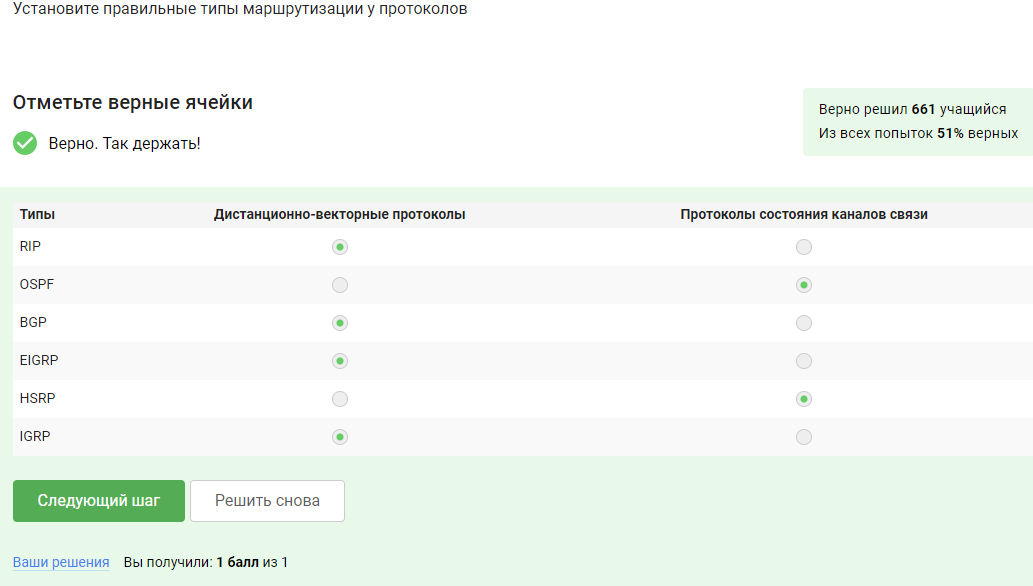 Установите правильные типы маршрутизации у протоколов
Отметьте верные ячейки
Верно. Так держать!
Верно решил 661 учащийся
Из всех попыток 51% верных
Типы Дистанционно-векторные протоколы Протоколы состояния каналов связи
RIP
OSPF
BGP
EIGRP
HSRP
IGRP
Следующий шаг Решить снова
Ваши решения Вы получили: 1 балл из 1